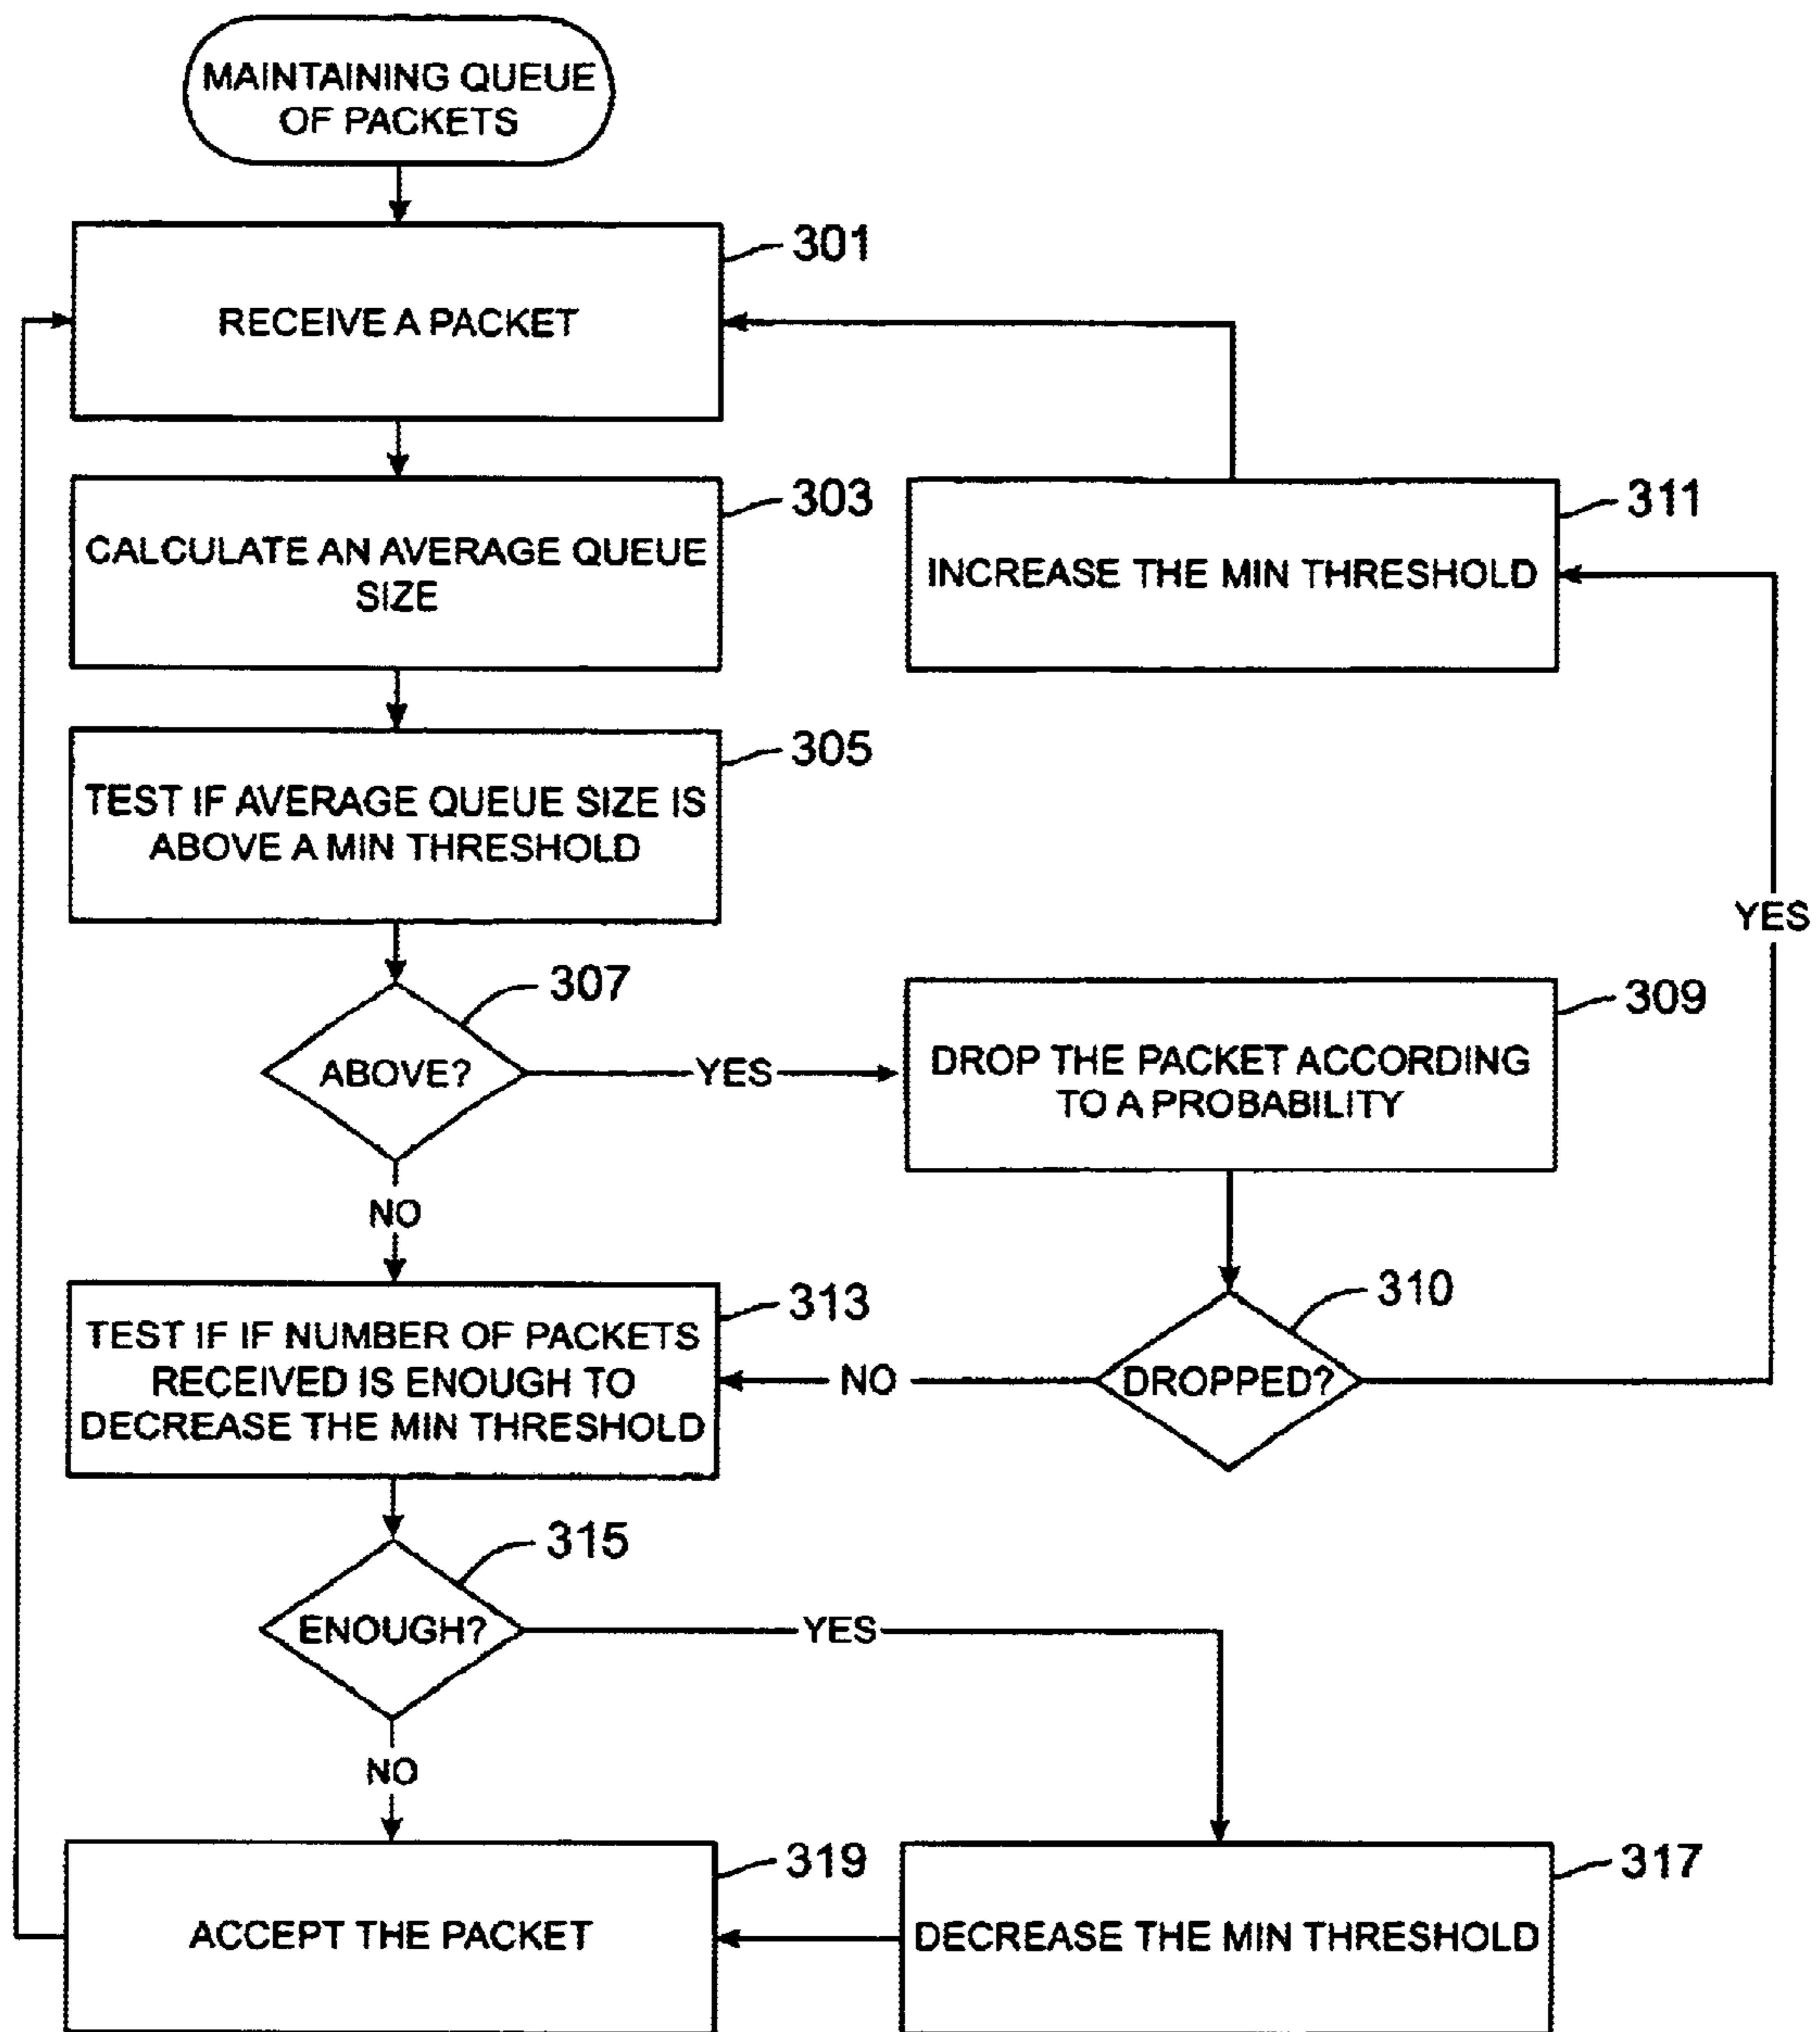 MAINTAINING QUEUE
OF PACKETS
301
RECEIVE A PACKET
303
CALCULATE AN AVERAGE QUEUE
SIZE
311
INCREASE THE MIN THRESHOLD
305
TEST IF AVERAGE QUEUE SIZE IS
ABOVE A MIN THRESHOLD
YES
307
ABOVE?
YES
309
DROP THE PACKET ACCORDING
TO A PROBABILITY
NO
313
TEST IF IF NUMBER OF PACKETS
RECEIVED IS ENOUGH TO
DECREASE THE MIN THRESHOLD
NO
310
DROPPED?
315
ENOUGH?
YES
NO
319
ACCEPT THE PACKET
317
DECREASE THE MIN THRESHOLD